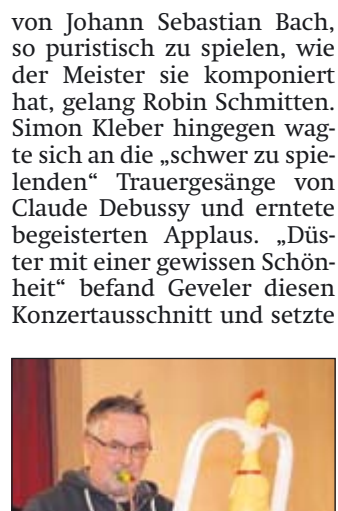 von Johann Sebastian Bach,
so puristisch zu spielen, wie
der Meister sie komponiert
hat, gelang Robin Schmitten.
Simon Kleber hingegen wag-
te sich an die „schwer zu spie-
lenden“ Trauergesänge von
Claude Debussy und erntete
begeisterten Applaus. „Düs-
ter mit einer gewissen Schön-
heit“ befand Geveler diesen
Konzertausschnitt und setzte